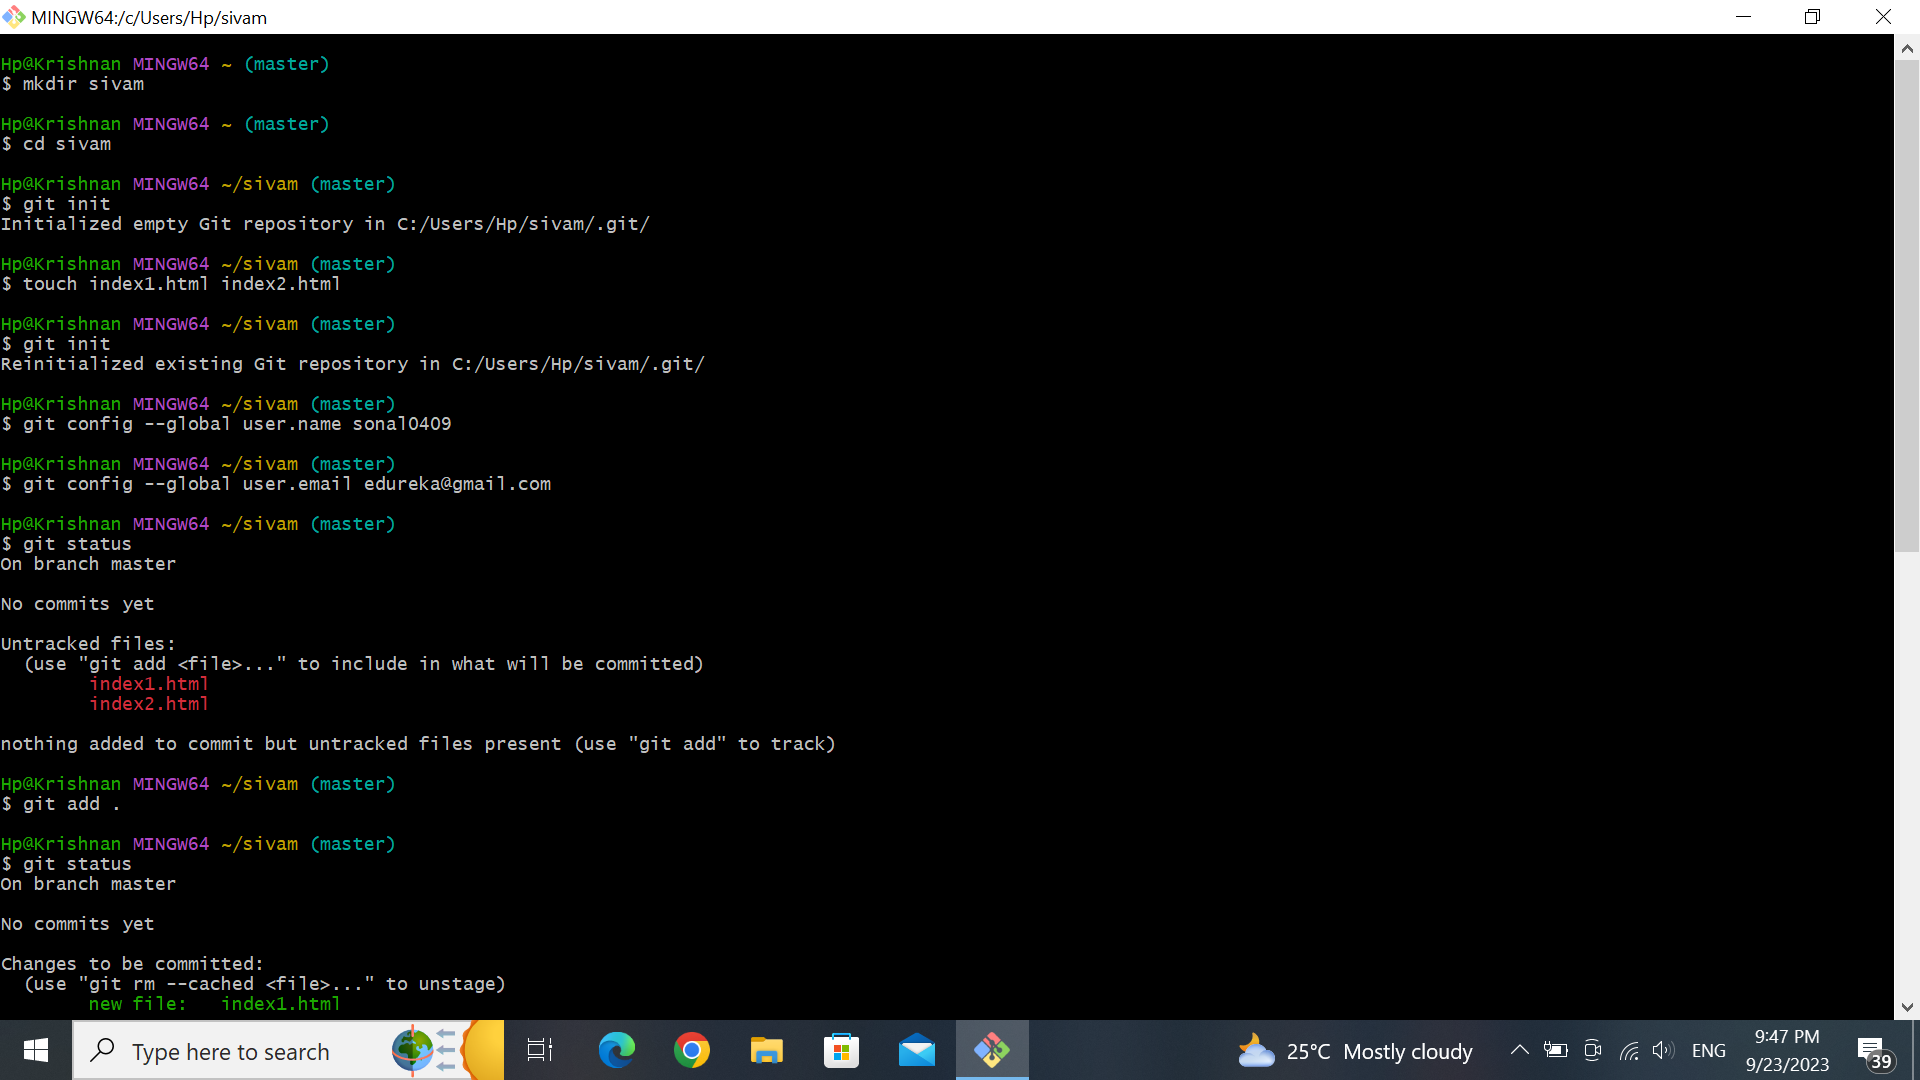 MINGW64:/c/Users/Hp/sivam
Hp@Krishnan MINGW64 ~ (master)
$ mkdir sivam
Hp@Krishnan MINGW64 ~ (master)
$ cd sivam
Hp@Krishnan MINGW64 ~/sivam (master)
$ git init
Initialized empty Git repository in C:/Users/Hp/sivam/.git/
Hp@Krishnan MINGW64 ~/sivam (master)
$ touch index1.html index2.html
Hp@Krishnan MINGW64 ~/sivam (master)
$ git init
Reinitialized existing Git repository in C:/Users/Hp/sivam/.git/
Hp@Krishnan MINGW64 ~/sivam (master)
$ git config --global user.name sonal0409
Hp@Krishnan MINGW64 ~/sivam (master)
$ git config --global user.email edureka@gmail.com
Hp@Krishnan MINGW64 ~/sivam (master)
$ git status
On branch master
No commits yet
Untracked files:
(use "git add <file>..." to include in what will be committed)
index1.html
index2.html
nothing added to commit but untracked files present (use "git add" to track)
Hp@Krishnan MINGW64 ~/sivam (master)
$ git add .
Hp@Krishnan MINGW64 ~/sivam (master)
$ git status
On branch master
No commits yet
Changes to be committed:
(use "git rm --cached <file>..." to unstage)
new file:   index1.html
Type here to search
25°C Mostly cloudy
ENG
9:47 PM
9/23/2023
39